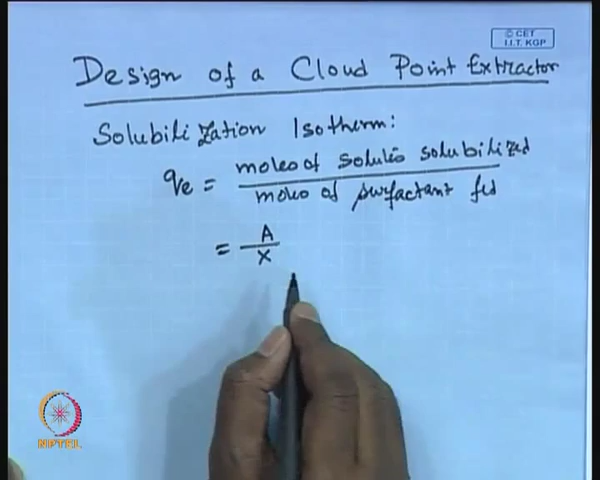 © CET
I.I.T. KGP
Design of a Cloud Point Extractor
Solubilization Isotherm:
qe = moles of solute solubilized
moles of surfactant fed
= A
X
NPTEL